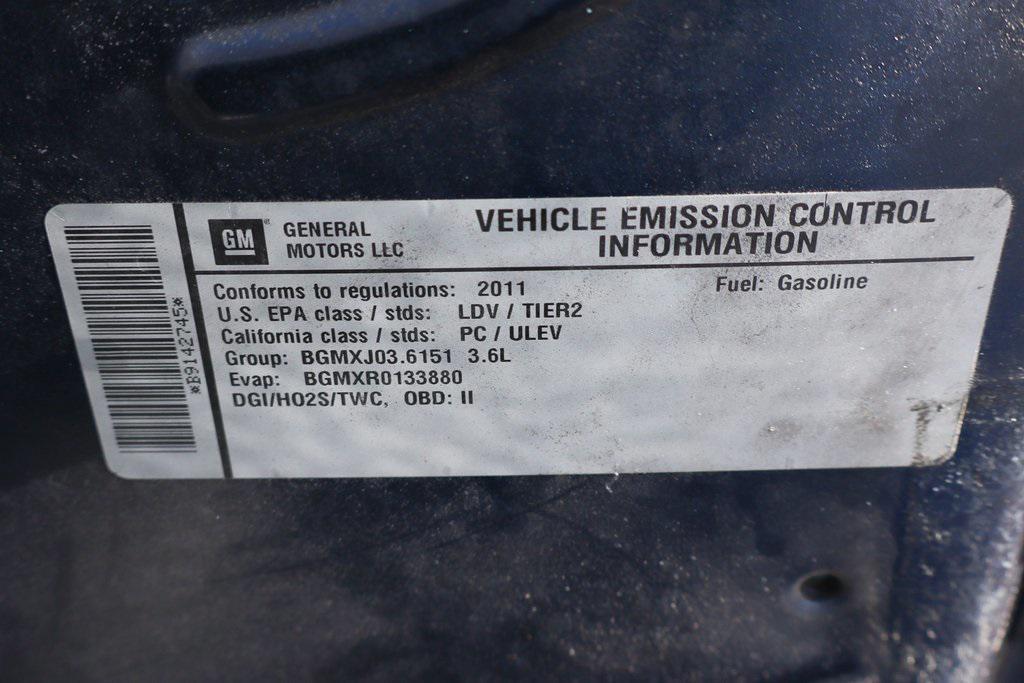 *B9142745*
GM
GENERAL
MOTORS LLC
VEHICLE EMISSION CONTROL
INFORMATION
Conforms to regulations: 2011
Fuel: Gasoline
U.S. EPA class / stds: LDV / TIER2
California class / stds: PC / ULEV
Group: BGMXJ03.6151 3.6L
Evap: BGMXR0133880
DGI/HO2S/TWC, OBD: II